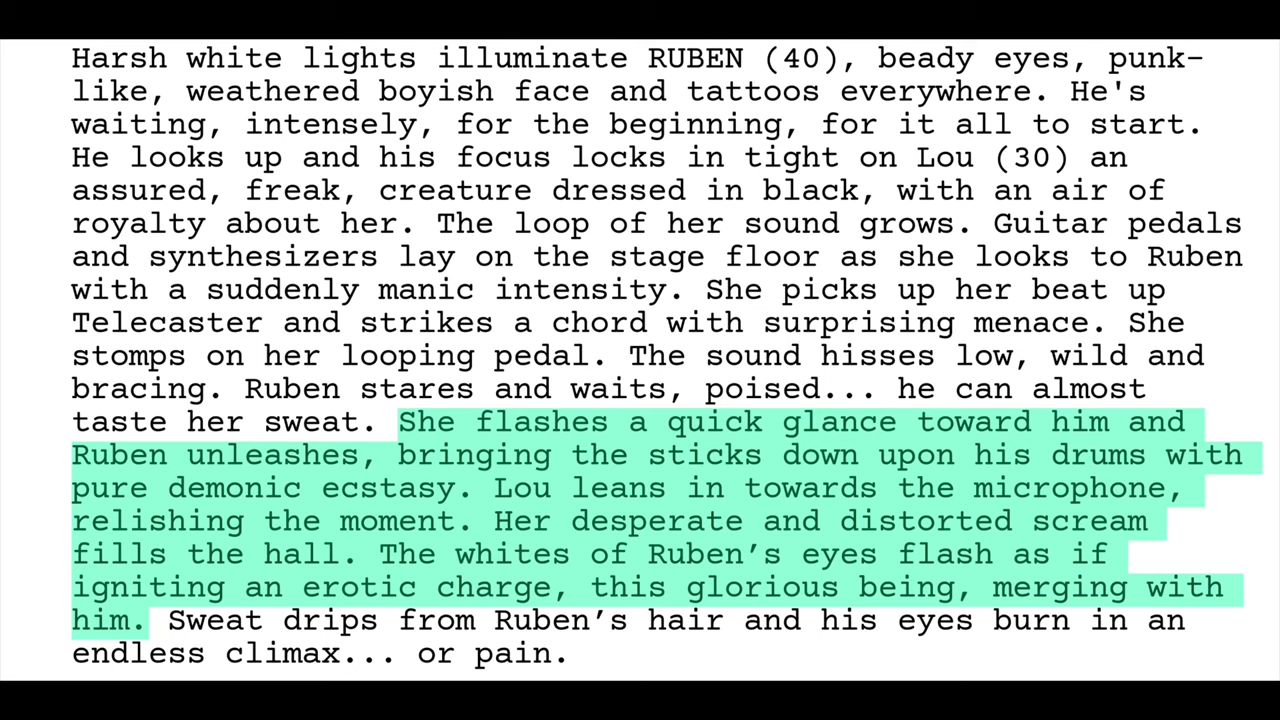 Harsh white lights illuminate RUBEN (40), beady eyes, punk-
like, weathered boyish face and tattoos everywhere. He's
waiting, intensely, for the beginning, for it all to start.
He looks up and his focus locks in tight on Lou (30) an
assured, freak, creature dressed in black, with an air of
royalty about her. The loop of her sound grows. Guitar pedals
and synthesizers lay on the stage floor as she looks to Ruben
with a suddenly manic intensity. She picks up her beat up
Telecaster and strikes a chord with surprising menace. She
stomps on her looping pedal. The sound hisses low, wild and
bracing. Ruben stares and waits, poised... he can almost
taste her sweat. She flashes a quick glance toward him and
Ruben unleashes, bringing the sticks down upon his drums with
pure demonic ecstasy. Lou leans in towards the microphone,
relishing the moment. Her desperate and distorted scream
fills the hall. The whites of Ruben’s eyes flash as if
igniting an erotic charge, this glorious being, merging with
him. Sweat drips from Ruben’s hair and his eyes burn in an
endless climax... or pain.